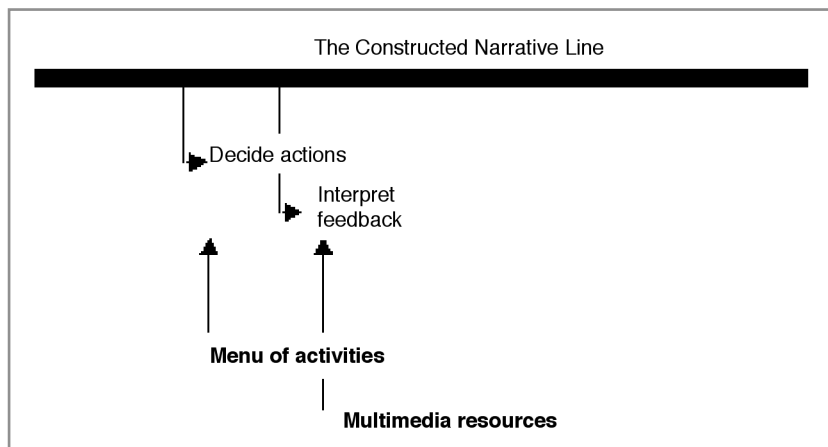 The Constructed Narrative Line
Decide actions
Interpret
feedback
Menu of activities
Multimedia resources